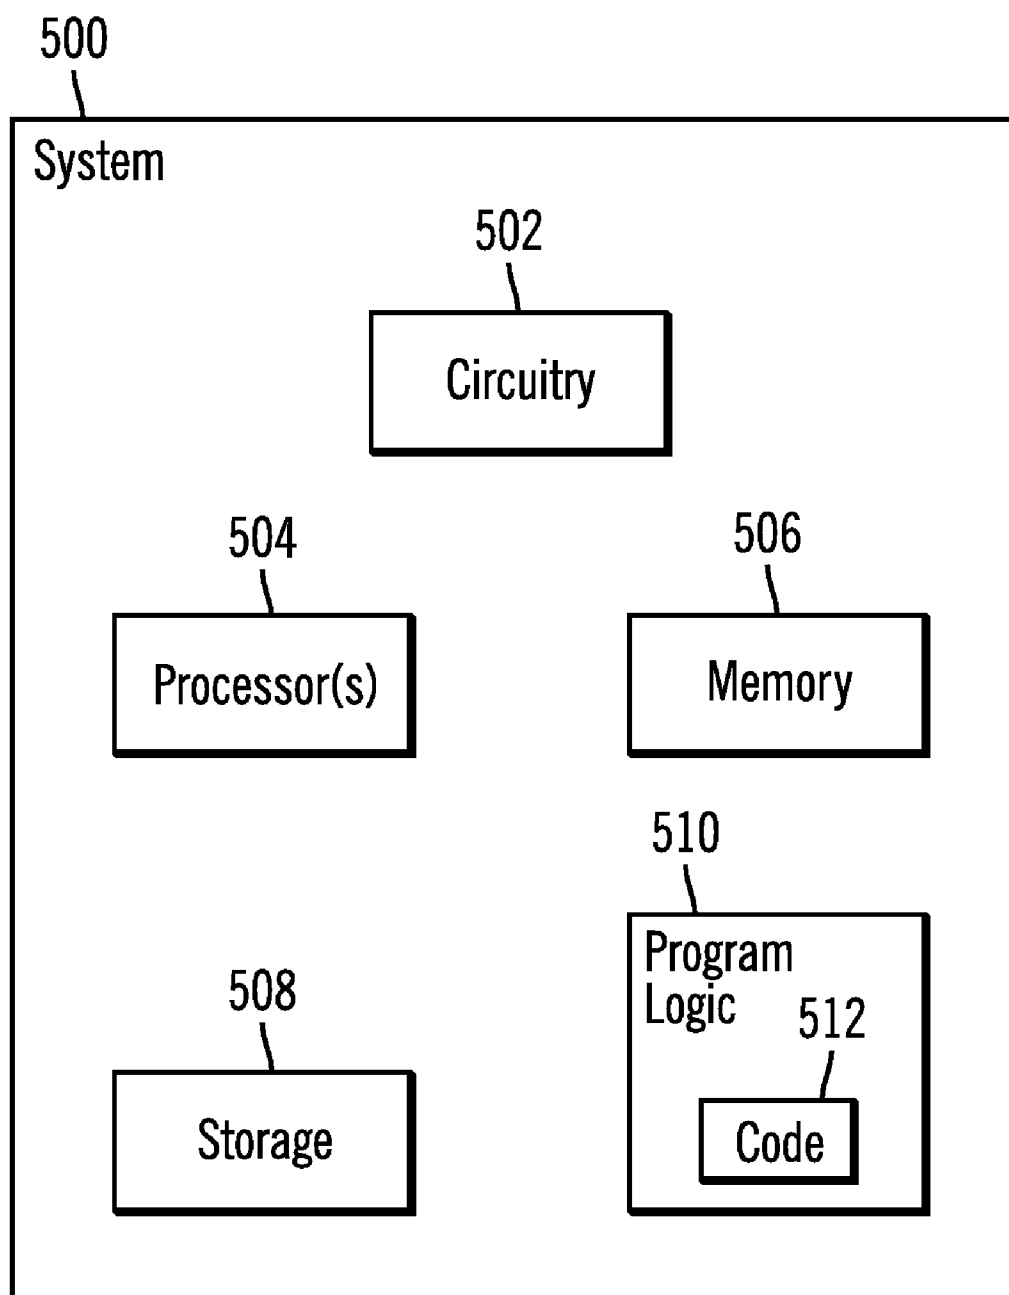 500
System
502
Circuitry
504
506
Processor(s)
Memory
510
Program
Logic
508
512
Storage
Code